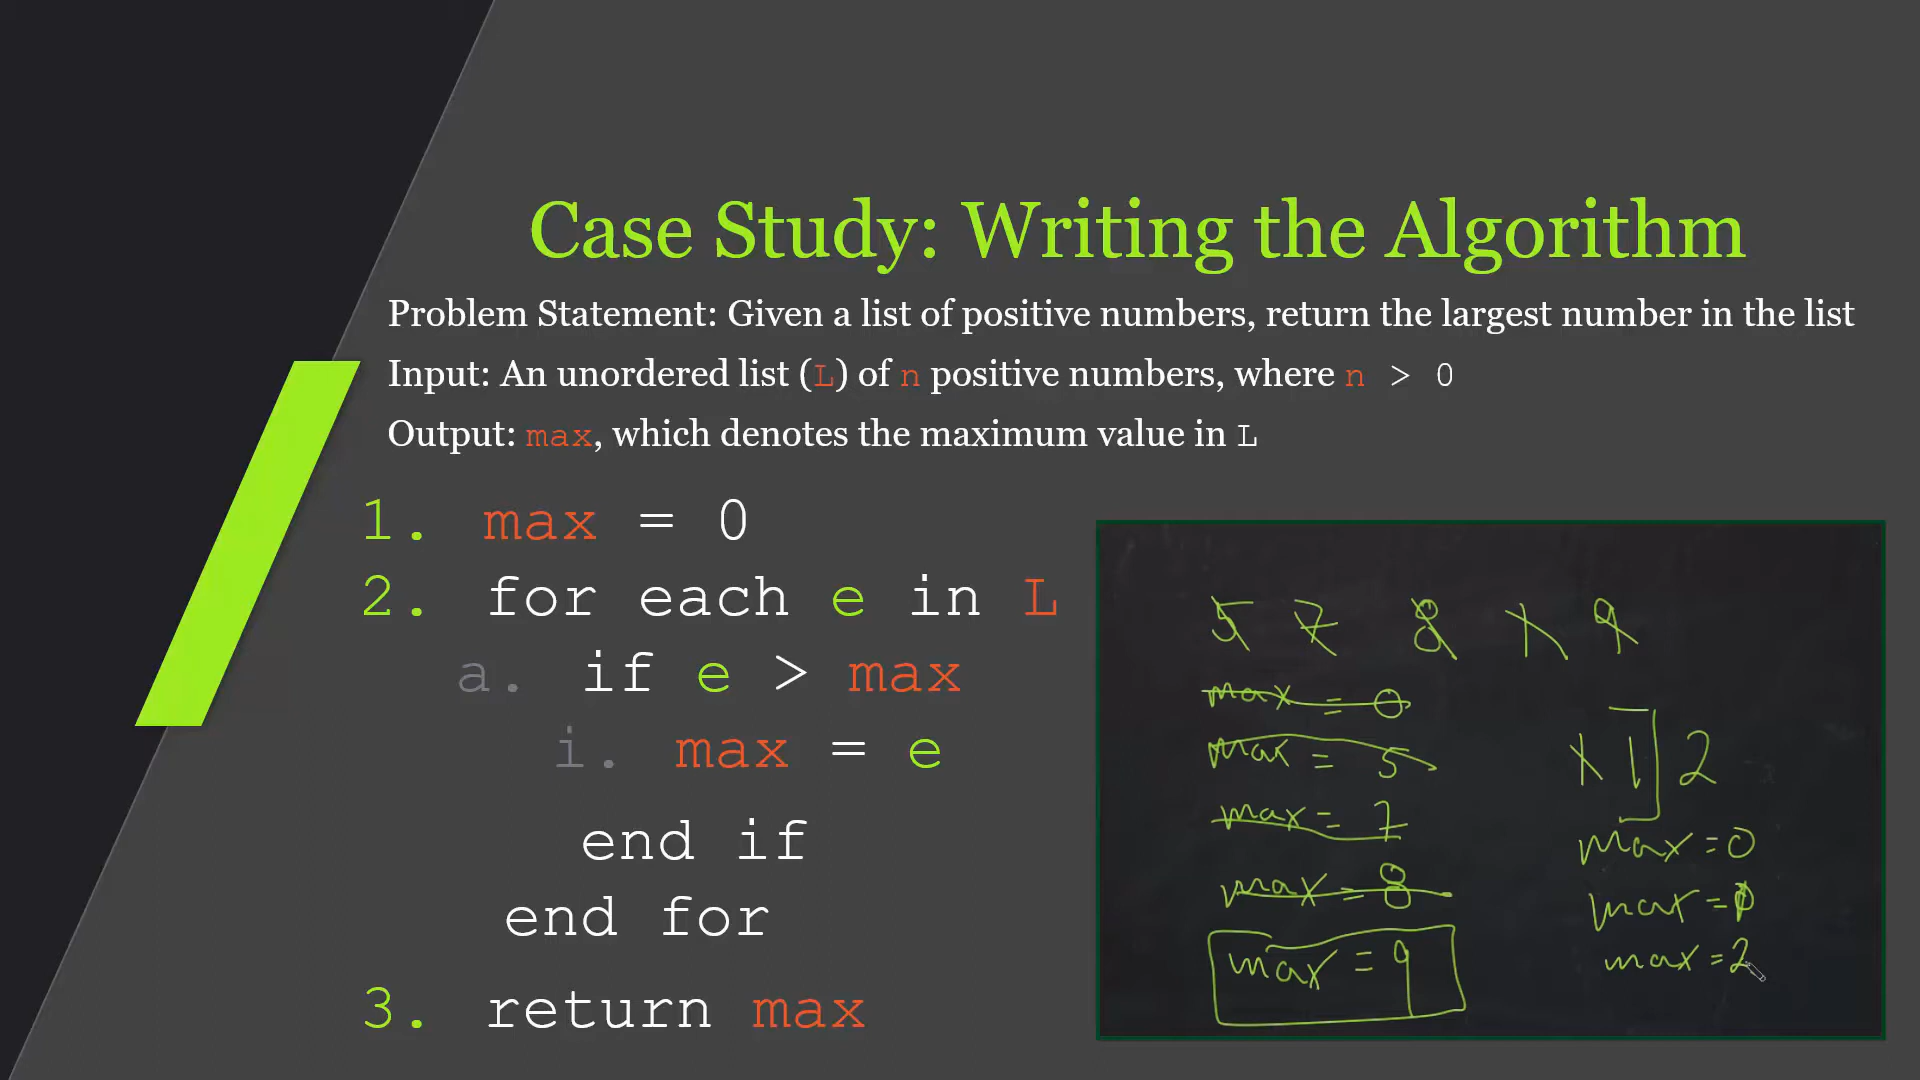 Case Study: Writing the Algorithm
Problem Statement: Given a list of positive numbers, return the largest number in the list
Input: An unordered list (L) of n positive numbers, where n > 0
Output: max, which denotes the maximum value in L
1. max = 0
2. for each e in L
a. if e > max
i. max = e
end if
end for
3. return max
5 7 8 1 9
max = 0
max = 5
max = 7
max = 8
max = 9
1 1 2
max = 0
max = 1
max = 2